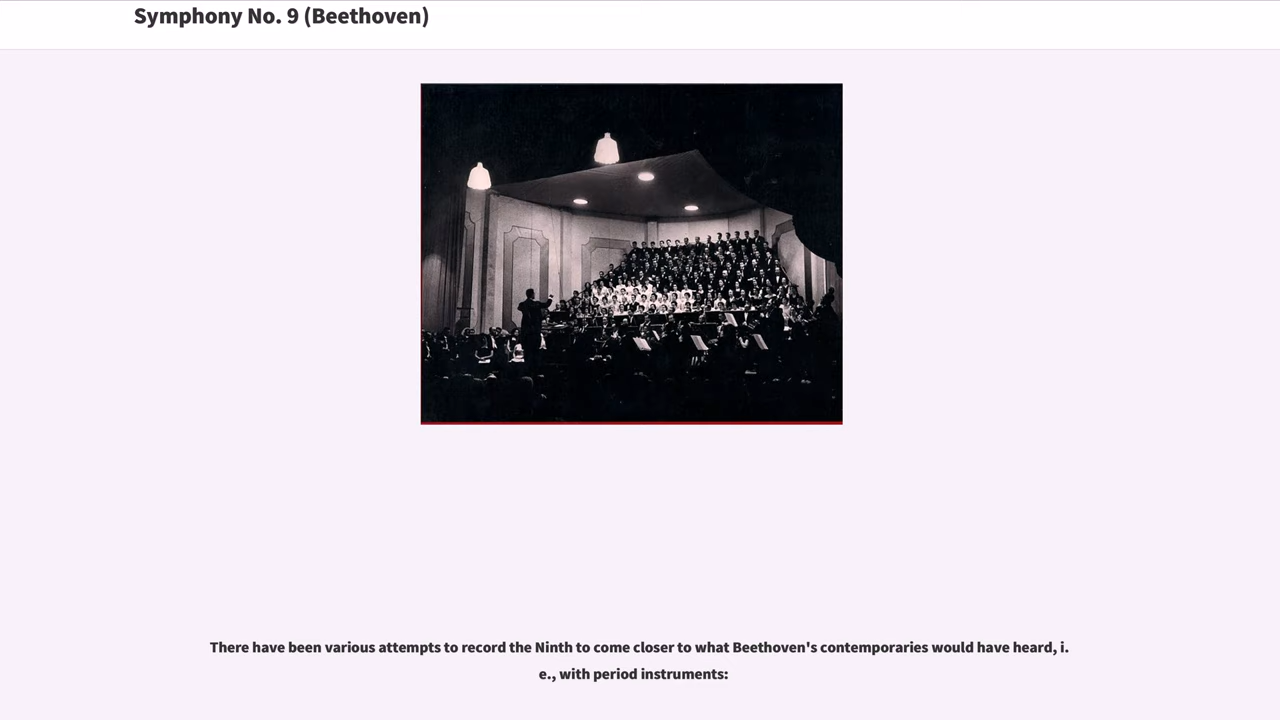 Symphony No. 9 (Beethoven)
There have been various attempts to record the Ninth to come closer to what Beethoven's contemporaries would have heard, i.
e., with period instruments: